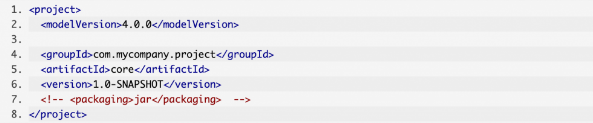 1. <project>
2.   <modelVersion>4.0.0</modelVersion>
3.
4.   <groupId>com.mycompany.project</groupId>
5.   <artifactId>core</artifactId>
6.   <version>1.0-SNAPSHOT</version>
7.   <!-- <packaging>jar</packaging>  -->
8. </project>